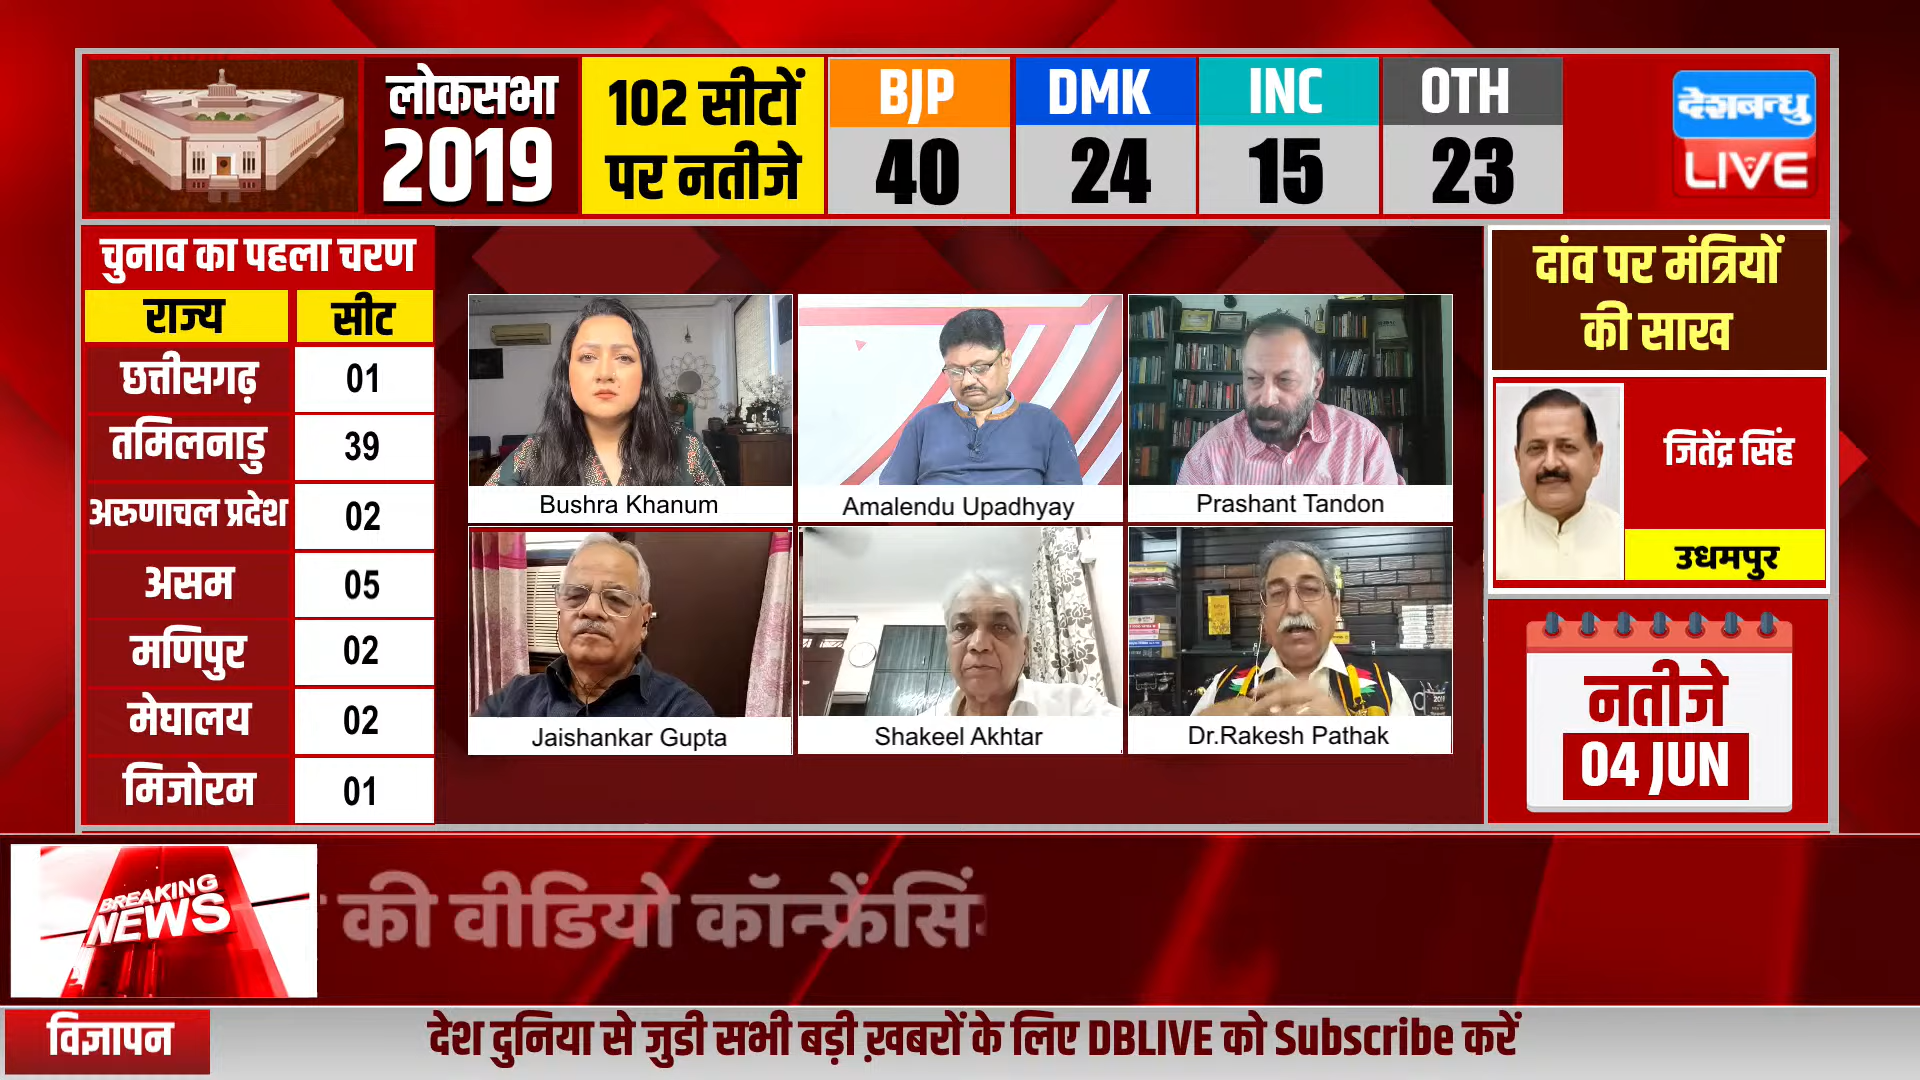 लोकसभा
2019
102 सीटों
पर नतीजे
BJP
40
DMK
24
INC
15
OTH
23
देशबन्धु
LIVE
चुनाव का पहला चरण
राज्य सीट
छत्तीसगढ़ 01
तमिलनाडु 39
अरुणाचल प्रदेश 02
असम 05
मणिपुर 02
मेघालय 02
मिजोरम 01
Bushra Khanum
Amalendu Upadhyay
Prashant Tandon
Jaishankar Gupta
Shakeel Akhtar
Dr.Rakesh Pathak
दांव पर मंत्रियों
की साख
जितेंद्र सिंह
उधमपुर
नतीजे
04 JUN
BREAKING
NEWS
की वीडियो
विज्ञापन
देश दुनिया से जुडी सभी बड़ी ख़बरों के लिए DBLIVE को Subscribe करें